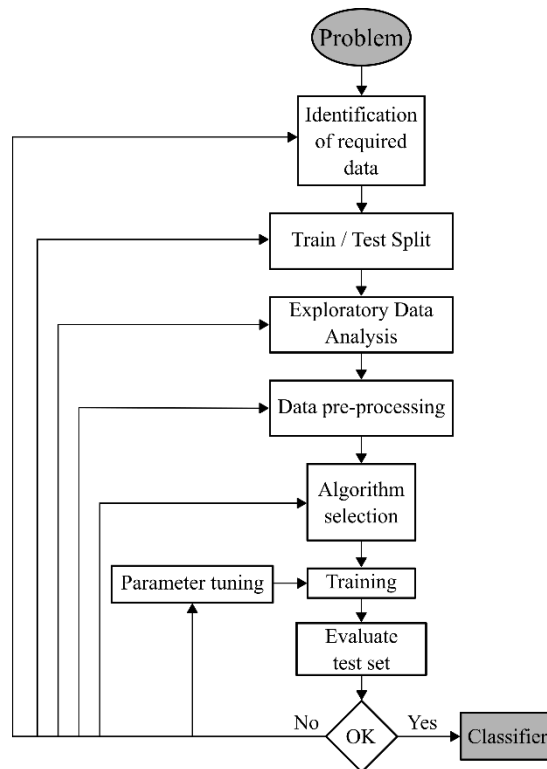 Problem
Identification
of required
data
Train / Test Split
Exploratory Data
Analysis
Data pre-processing
Algorithm
selection
Parameter tuning
Training
Evaluate
test set
No
OK
Yes
Classifier